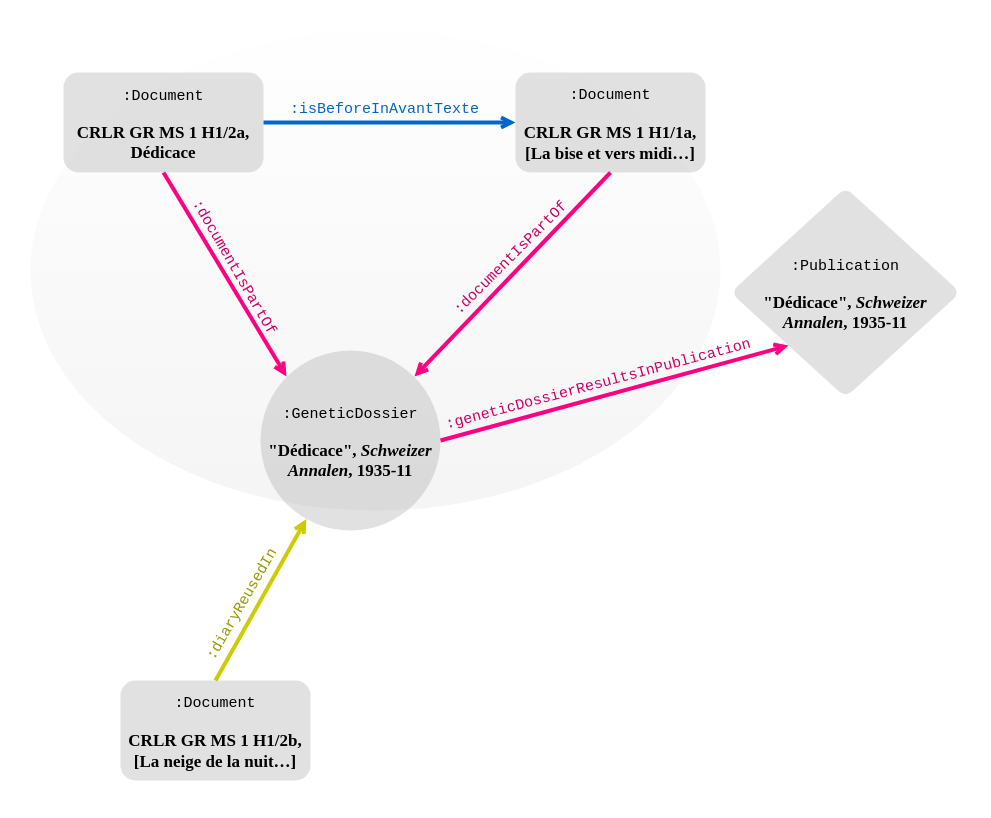 :Document
CRLR GR MS 1 H1/2a,
Dédicace
:isBeforeInAvantTexte
:Document
CRLR GR MS 1 H1/1a,
[La bise et vers midi…]
:documentIsPartOf
:documentIsPartOf
:Publication
"Dédicace", Schweizer
Annalen, 1935-11
:geneticDossierResultsInPublication
:GeneticDossier
"Dédicace", Schweizer
Annalen, 1935-11
:diaryReusedIn
:Document
CRLR GR MS 1 H1/2b,
[La neige de la nuit…]